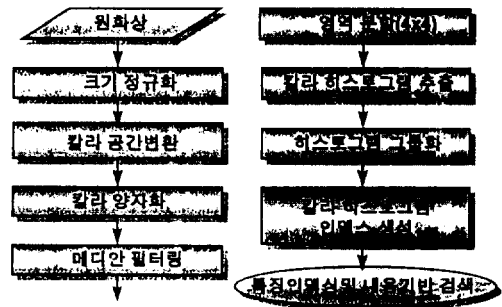 원화상
크기 정규화
칼라 공간변환
칼라 양자화
메디안 필터링
영역 분할(4x4)
칼라 히스토그램 추출
히스토그램 그룹화
칼라 히스토그램
인덱스 생성
특징인덱싱및 내용기반 검색